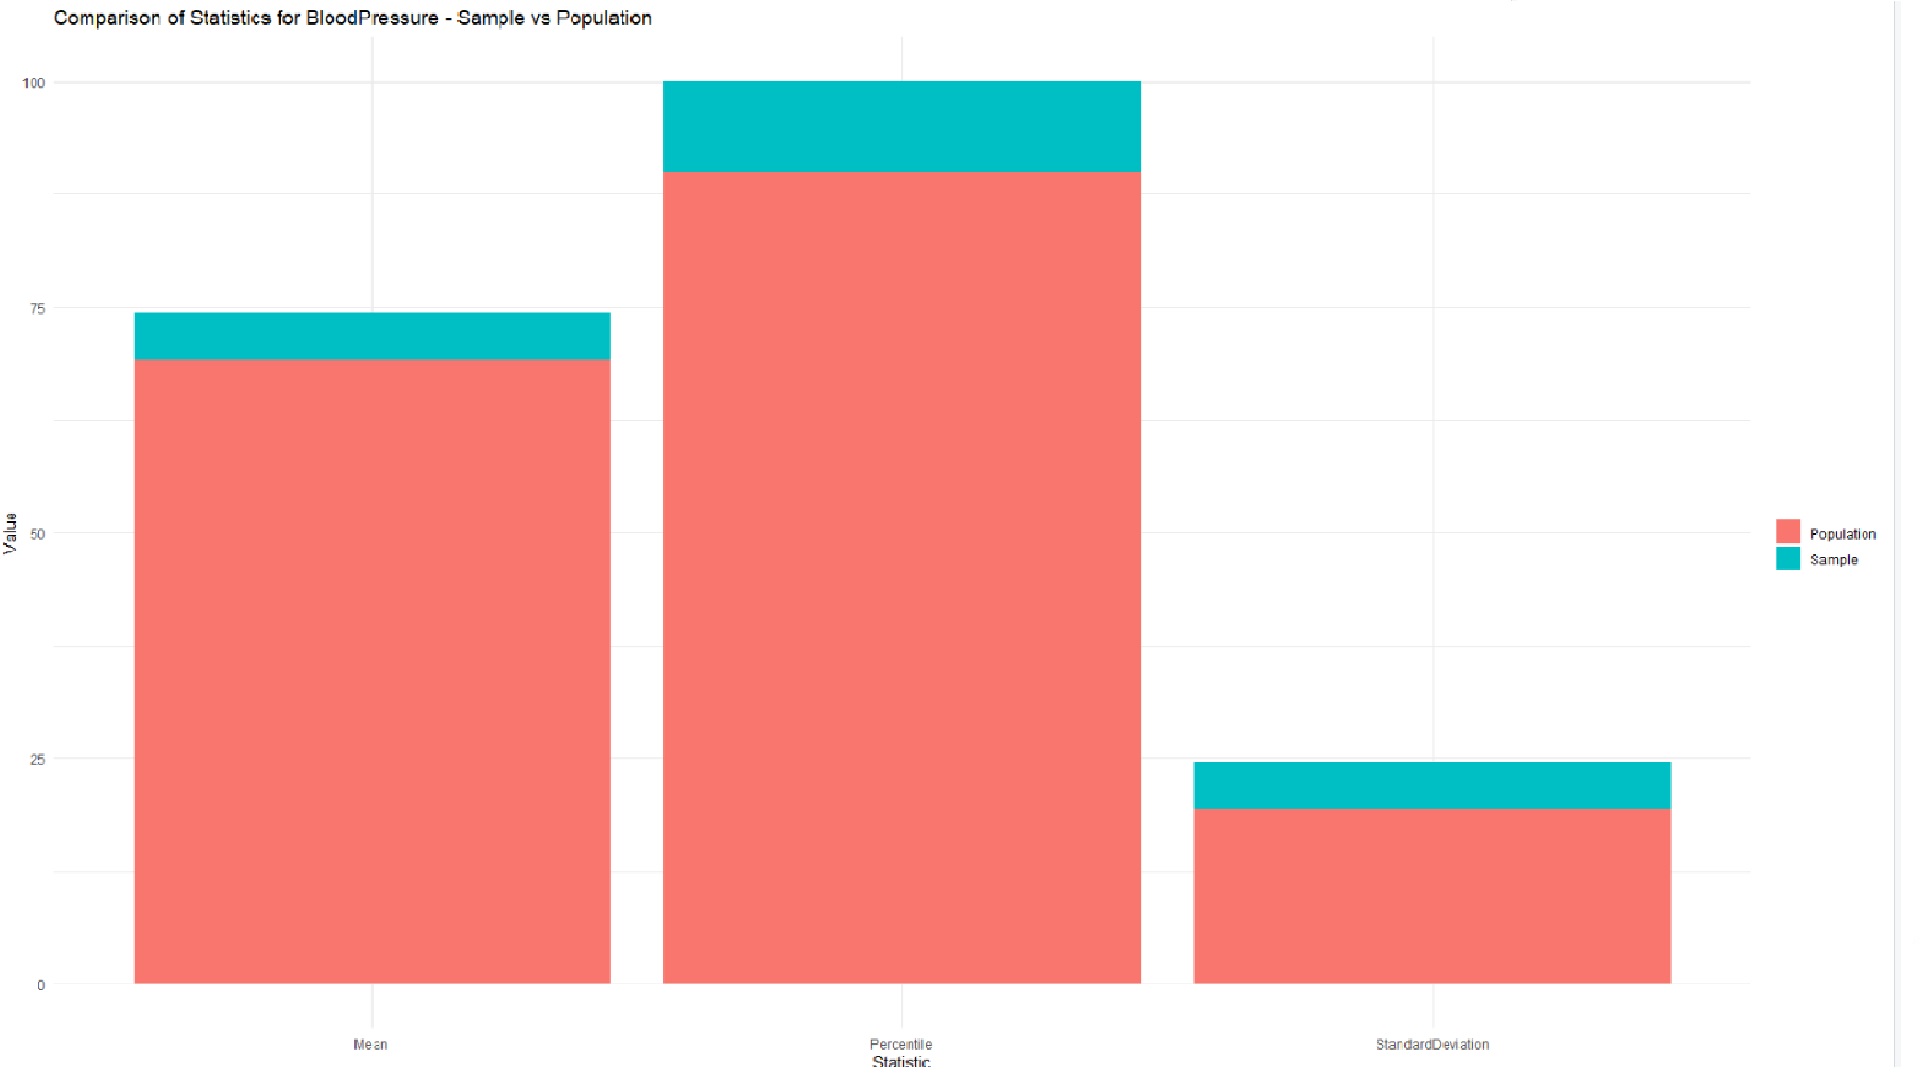 Comparison of Statistics for BloodPressure - Sample vs Population
100
75
50
25
0
Value
Mean
Percentile
StandardDeviation
Statistic
Population
Sample